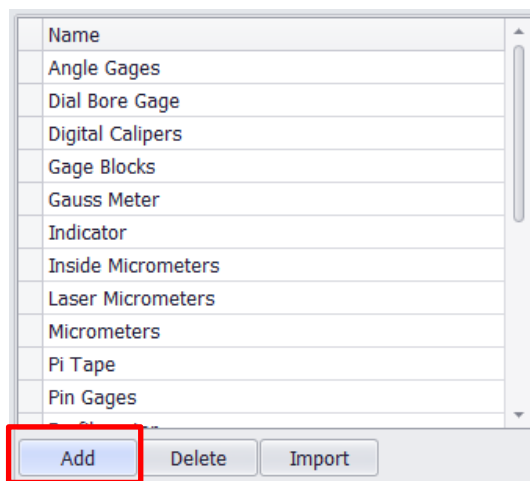 Name
Angle Gages
Dial Bore Gage
Digital Calipers
Gage Blocks
Gauss Meter
Indicator
Inside Micrometers
Laser Micrometers
Micrometers
Pi Tape
Pin Gages
Add Delete Import